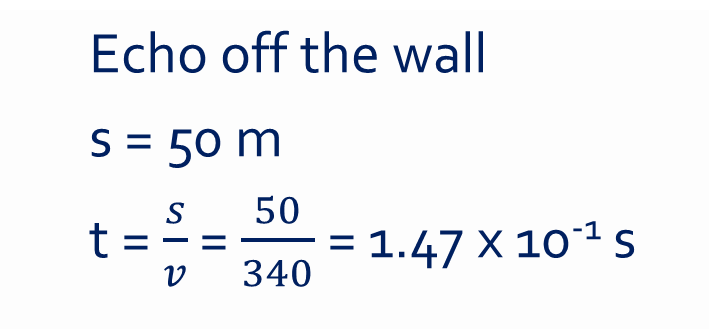 Echo off the wall
s = 50 m
t = s/v = 50/340 = 1.47 x 10⁻¹ s